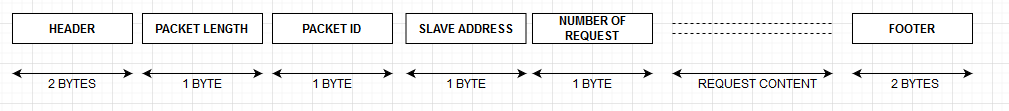 HEADER
PACKET LENGTH
PACKET ID
SLAVE ADDRESS
NUMBER OF
REQUEST
FOOTER
2 BYTES
1 BYTE
1 BYTE
1 BYTE
1 BYTE
REQUEST CONTENT
2 BYTES